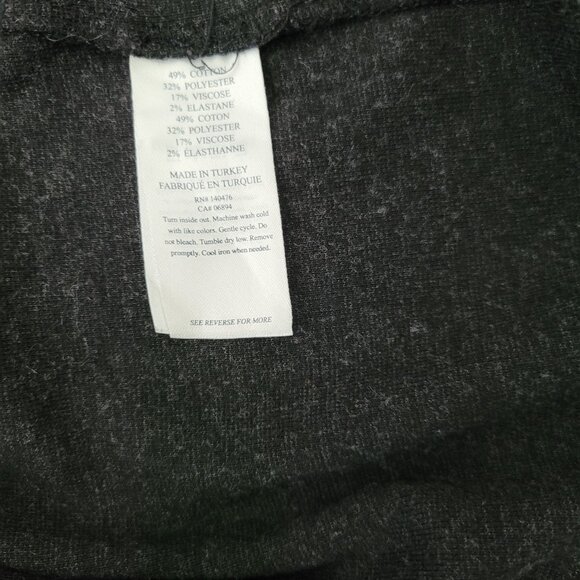 49% COTTON
32% POLYESTER
17% VISCOSE
2% ELASTANE
49% COTON
32% POLYESTER
17% VISCOSE
2% ÉLASTHANNE
MADE IN TURKEY
FABRIQUÉ EN TURQUIE
RN# 140476
CA# 06894
Turn inside out. Machine wash cold
with like colors. Gentle cycle. Do
not bleach. Tumble dry low. Remove
promptly. Cool iron when needed.
SEE REVERSE FOR MORE